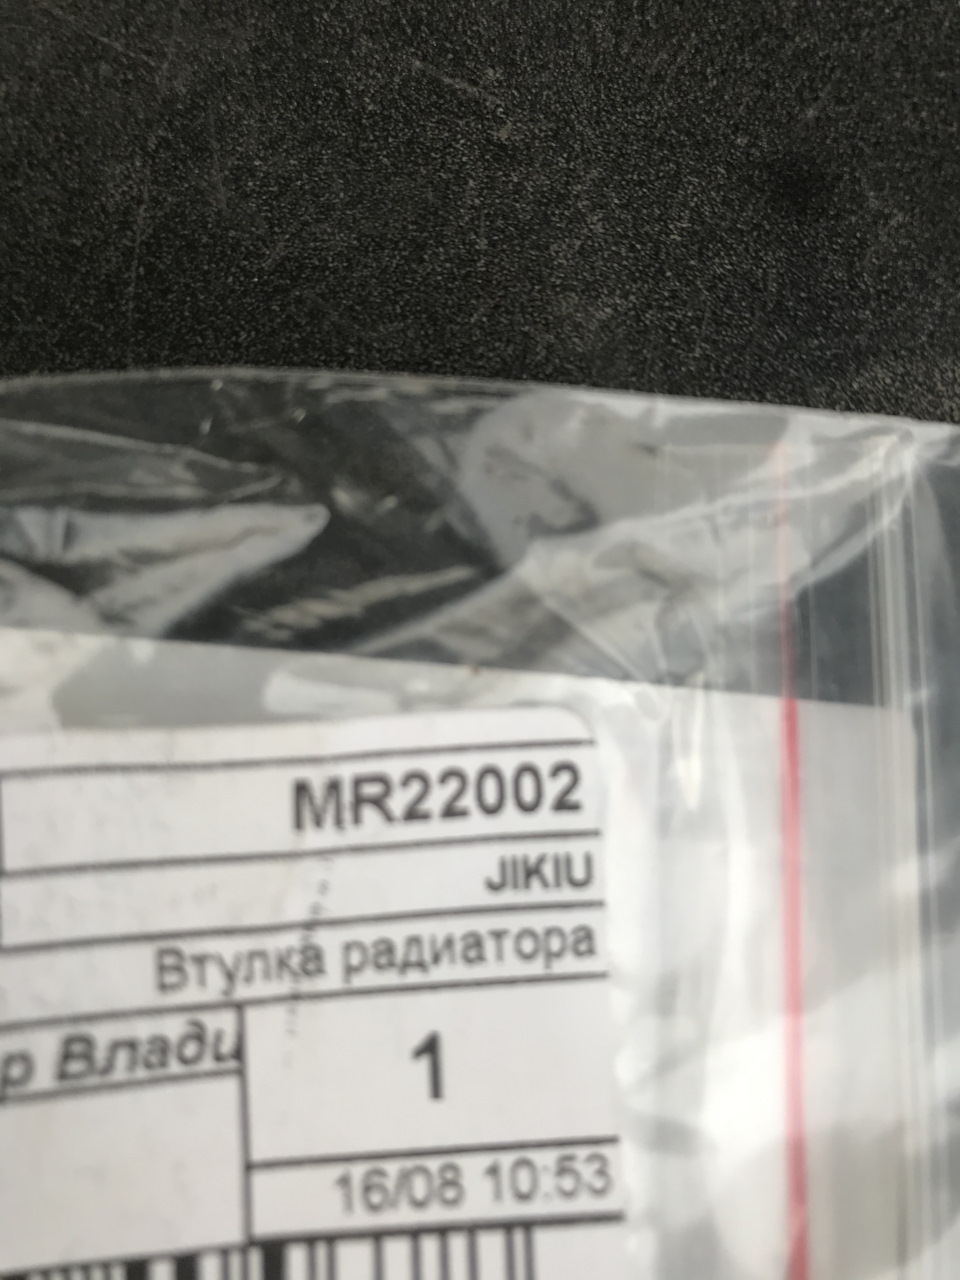 MR22002
JIKIU
Втулка радиатора
р Влади
1
16/08 10:53